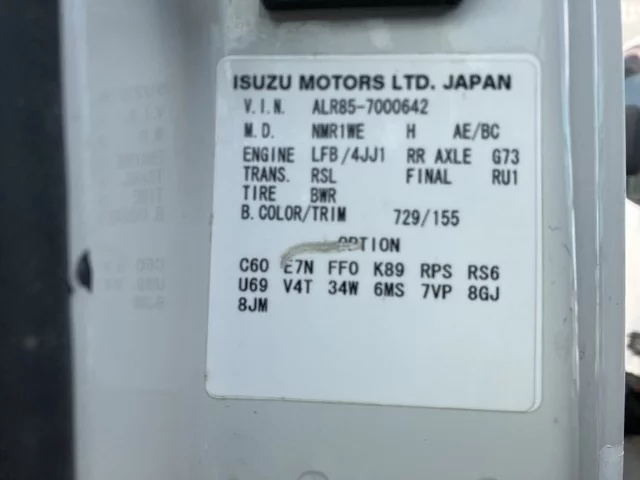 ISUZU MOTORS LTD. JAPAN
V.I.N. ALR85-7000642
M.D. NMR1WE H AE/BC
ENGINE LFB/4JJ1 RR AXLE G73
TRANS. RSL FINAL RU1
TIRE BWR
B.COLOR/TRIM 729/155
OPTION
C60 E7N FF0 K89 RPS RS6
U69 V4T 34W 6MS 7VP 8GJ
8JM